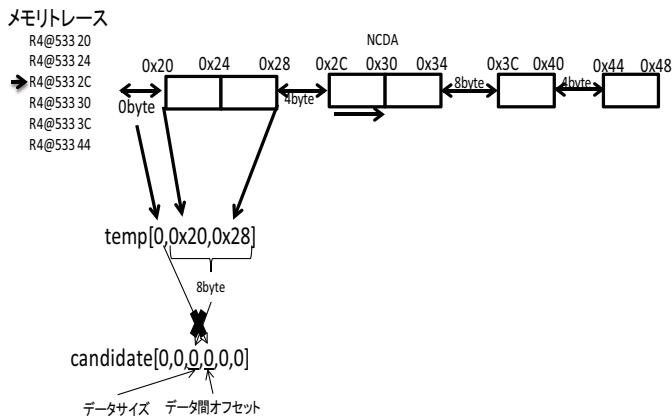 メモリトレース
R4@533 20
R4@533 24
R4@533 2C
R4@533 30
R4@533 3C
R4@533 44
NCDA
0x20 0x24 0x28 0x2C 0x30 0x34 0x3C 0x40 0x44 0x48
0byte 4byte 8byte 4byte
temp[0,0x20,0x28]
8byte
candidate[0,0,0,0,0,0]
データサイズ データ間オフセット